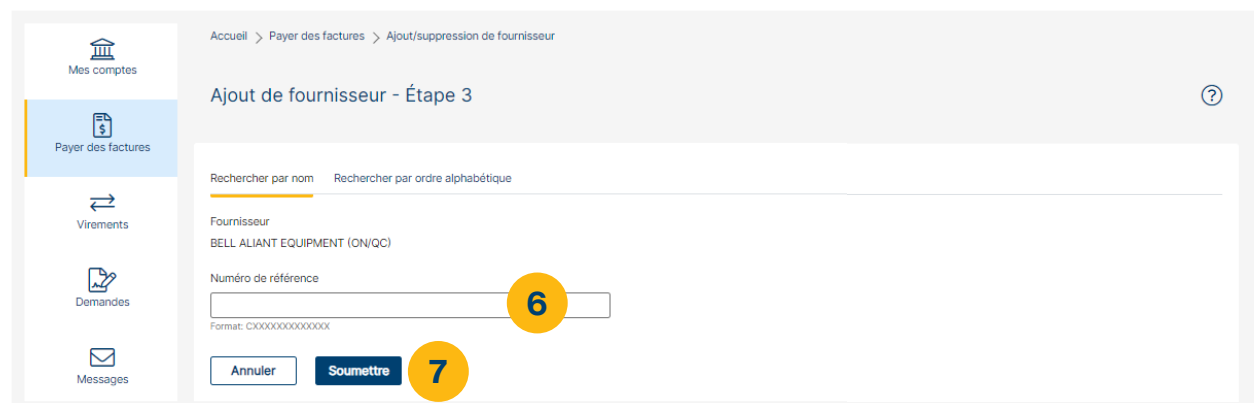 Accueil > Payer des factures > Ajout/suppression de fournisseur
Mes comptes
Ajout de fournisseur - Étape 3
?
Payer des factures
Rechercher par nom Rechercher par ordre alphabétique
Virements
Fournisseur
BELL ALIANT EQUIPMENT (ON/QC)
Numéro de référence
6
Demandes
Format: CXXXXXXXXXXXXX
Annuler Soumettre 7
Messages